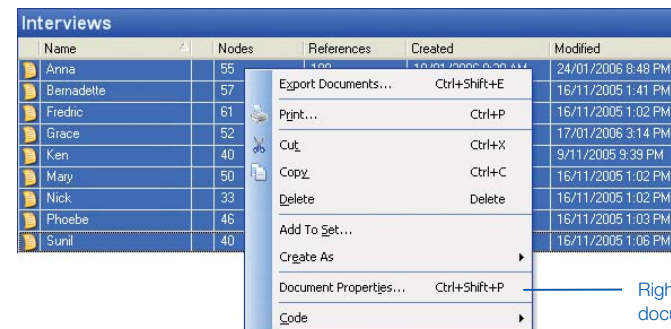 Interviews
Name Nodes References Created Modified
Anna 55 24/01/2006 8:48 PM
Bernadette 57 16/11/2005 1:41 PM
Fredric 61 16/11/2005 1:02 PM
Grace 52 17/01/2006 3:14 PM
Ken 40 9/11/2005 9:39 PM
Mary 50 16/11/2005 1:02 PM
Nick 33 16/11/2005 1:02 PM
Phoebe 46 16/11/2005 1:03 PM
Sunil 40 16/11/2005 1:06 PM
Export Documents... Ctrl+Shift+E
Print... Ctrl+P
Cut Ctrl+X
Copy Ctrl+C
Delete Delete
Add To Set...
Create As
Document Properties... Ctrl+Shift+P
Code
Righ
docu